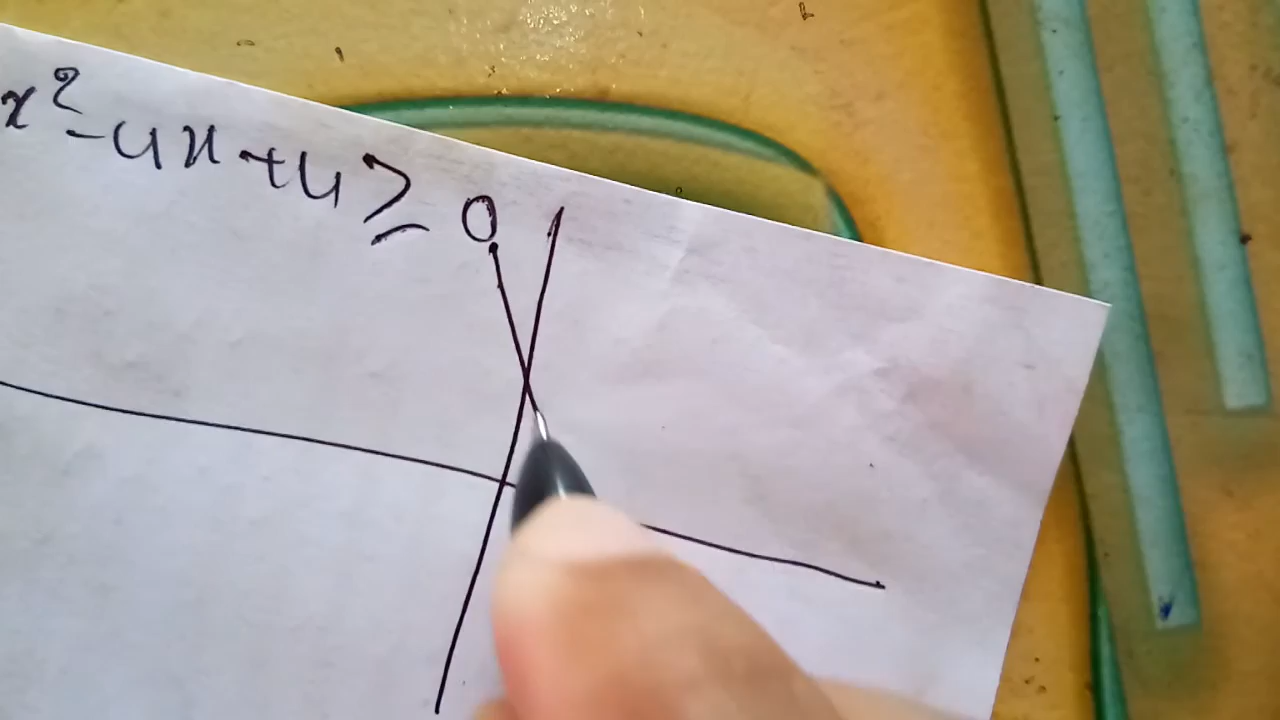 x² - 4x + 4 ≥ 0